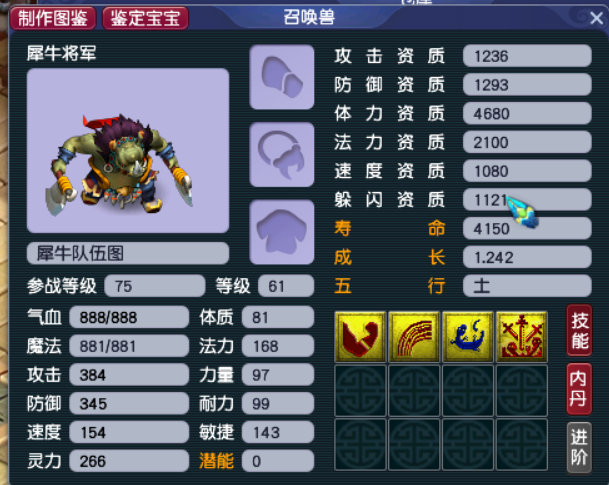 制作图鉴 鉴定宝宝 召唤兽
犀牛将军
攻击资质 1236
防御资质 1293
体力资质 4680
法力资质 2100
速度资质 1080
躲闪资质 1121
寿命 4150
成长 1.242
五行 土
犀牛队伍图
参战等级 75 等级 61
气血 888/888 体质 81
魔法 881/881 法力 168
攻击 384 力量 97
防御 345 耐力 99
速度 154 敏捷 143
灵力 266 潜能 0
技能
内丹
进阶